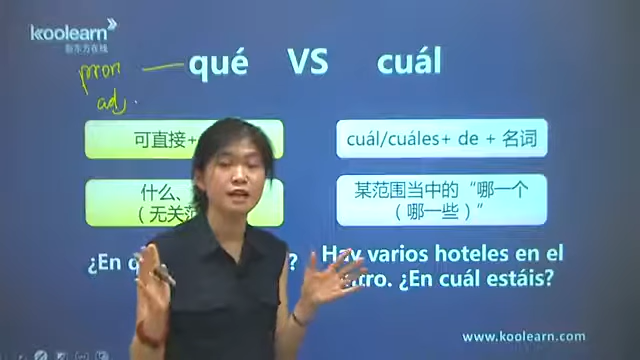 koolearn
新东方在线
pron
adj.
qué VS cuál
可直接+
cuál/cuáles+ de + 名词
什么、
（无关范
某范围当中的“哪一个
（哪一些）”
¿En
?
Hay varios hoteles en el
tro. ¿En cuál estáis?
www.koolearn.com